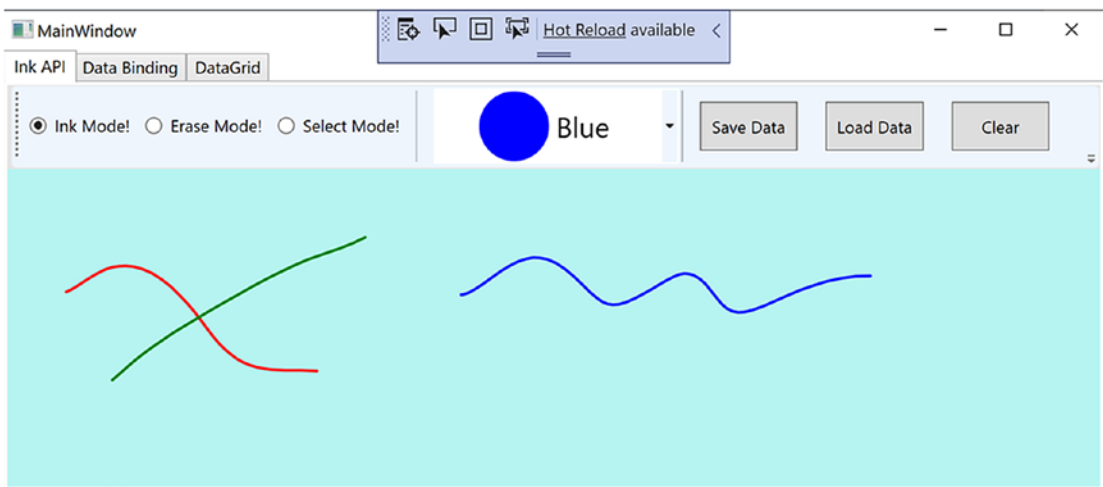 MainWindow
Hot Reload available
Ink API Data Binding DataGrid
Ink Mode! Erase Mode! Select Mode! Blue Save Data Load Data Clear